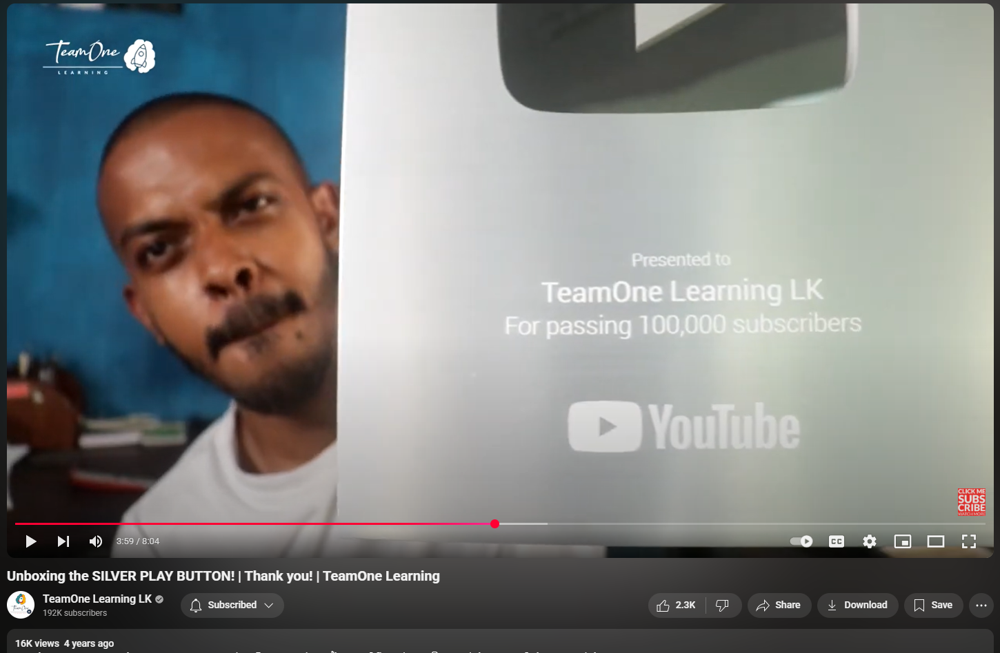 TeamOne
LEARNING
Presented to
TeamOne Learning LK
For passing 100,000 subscribers
YouTube
CLICK ME
SUBS
CRIBE
WATCH MORE
3:59 / 8:04
CC
Unboxing the SILVER PLAY BUTTON! | Thank you! | TeamOne Learning
TeamOne Learning LK
192K subscribers
Subscribed
2.3K
Share
Download
Save
16K views 4 years ago